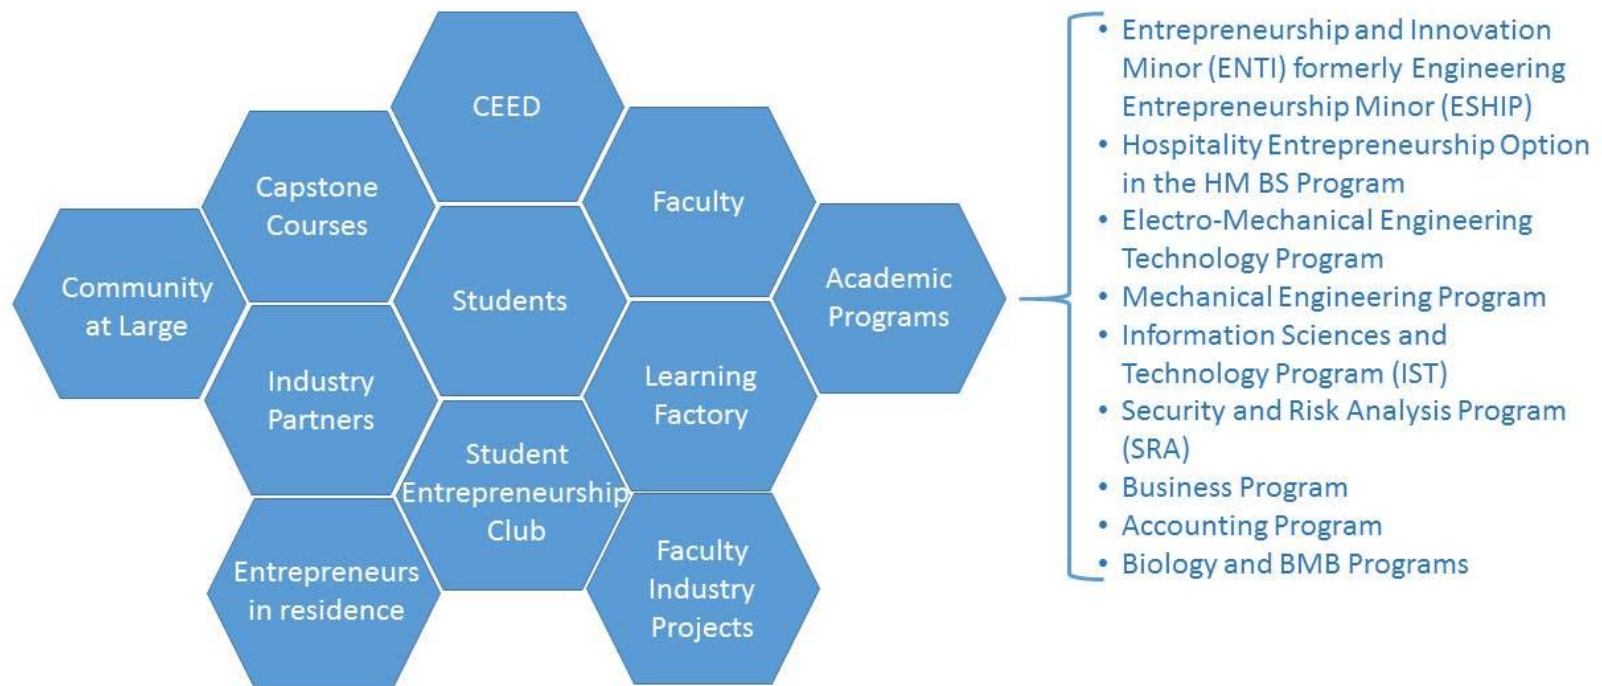 CEED
Capstone
Courses
Faculty
Community
at Large
Students
Academic
Programs
Industry
Partners
Learning
Factory
Student
Entrepreneurship
Club
Entrepreneurs
in residence
Faculty
Industry
Projects
• Entrepreneurship and Innovation
Minor (ENTI) formerly Engineering
Entrepreneurship Minor (ESHIP)
• Hospitality Entrepreneurship Option
in the HM BS Program
• Electro-Mechanical Engineering
Technology Program
• Mechanical Engineering Program
• Information Sciences and
Technology Program (IST)
• Security and Risk Analysis Program
(SRA)
• Business Program
• Accounting Program
• Biology and BMB Programs